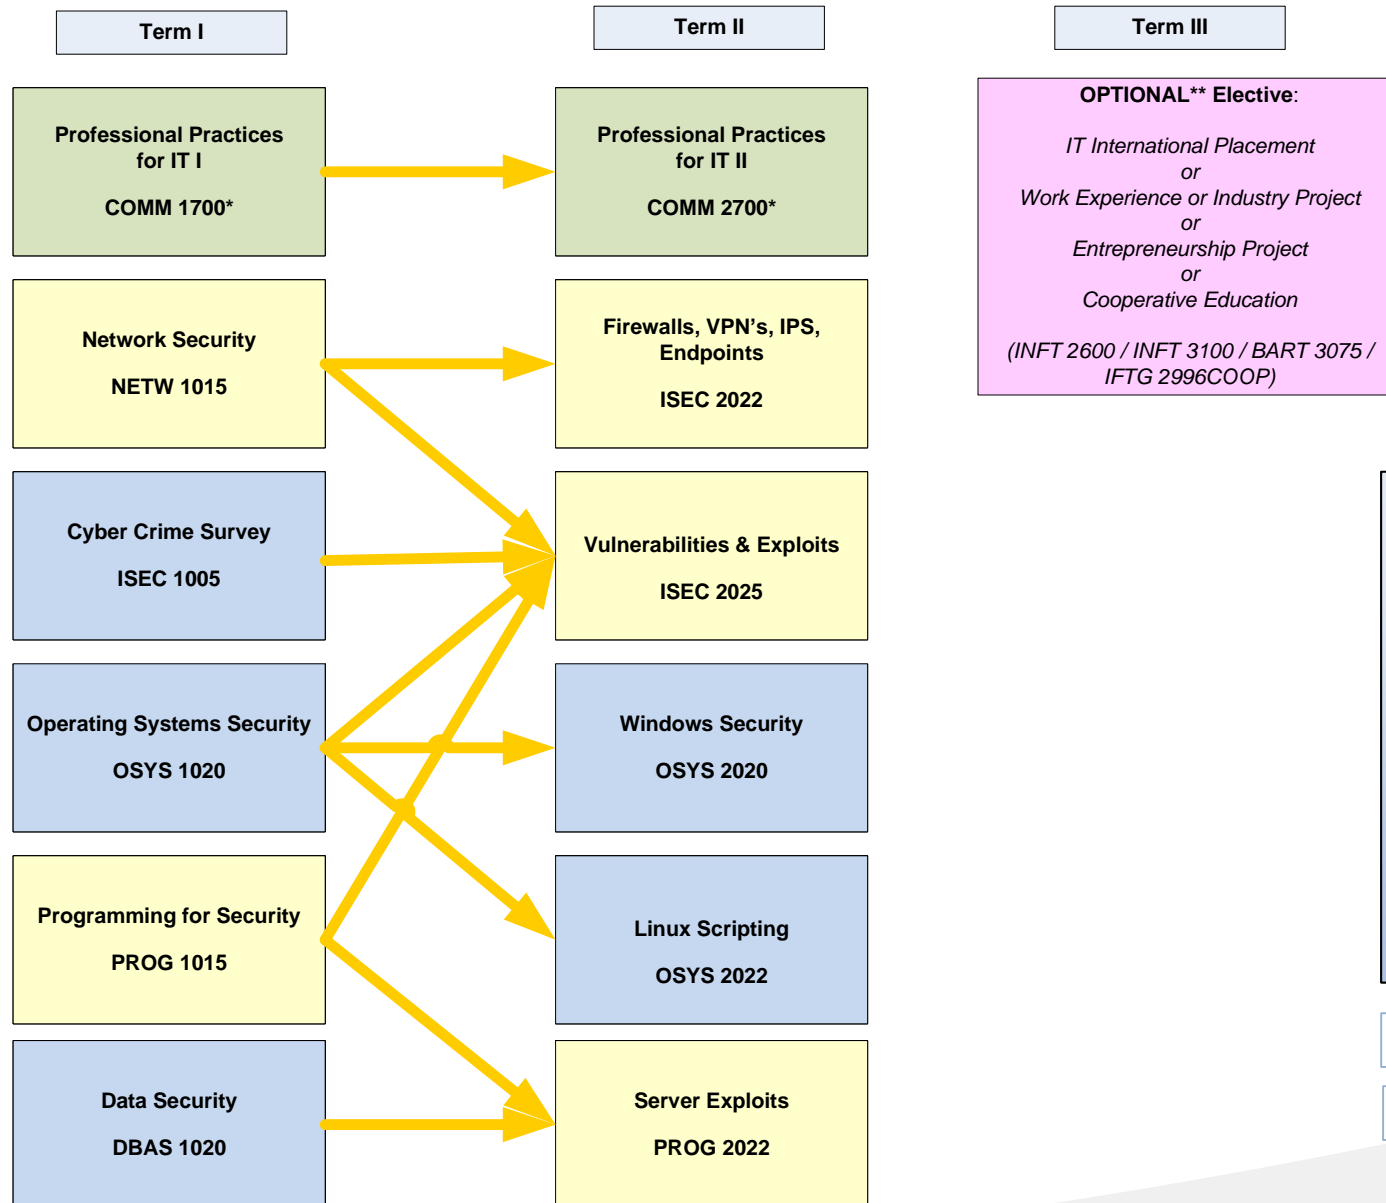 Term I
Term II
Term III
Professional Practices
for IT I
COMM 1700*
Professional Practices
for IT II
COMM 2700*
OPTIONAL** Elective:
IT International Placement
or
Work Experience or Industry Project
or
Entrepreneurship Project
or
Cooperative Education
(INFT 2600 / INFT 3100 / BART 3075 /
IFTG 2996COOP)
Network Security
NETW 1015
Firewalls, VPN's, IPS,
Endpoints
ISEC 2022
Cyber Crime Survey
ISEC 1005
Vulnerabilities & Exploits
ISEC 2025
Operating Systems Security
OSYS 1020
Windows Security
OSYS 2020
Programming for Security
PROG 1015
Linux Scripting
OSYS 2022
Data Security
DBAS 1020
Server Exploits
PROG 2022